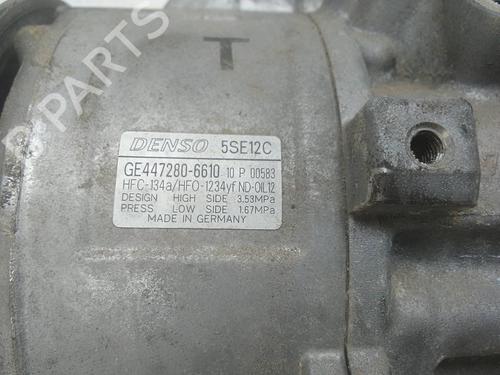 B-PARTS
T
DENSO 5SE12C
GE447280-6610 10 P 00583
HFC-134a/HFO-1234yf ND-OIL12
DESIGN HIGH SIDE 3.53MPa
PRESS LOW SIDE 1.67MPa
MADE IN GERMANY